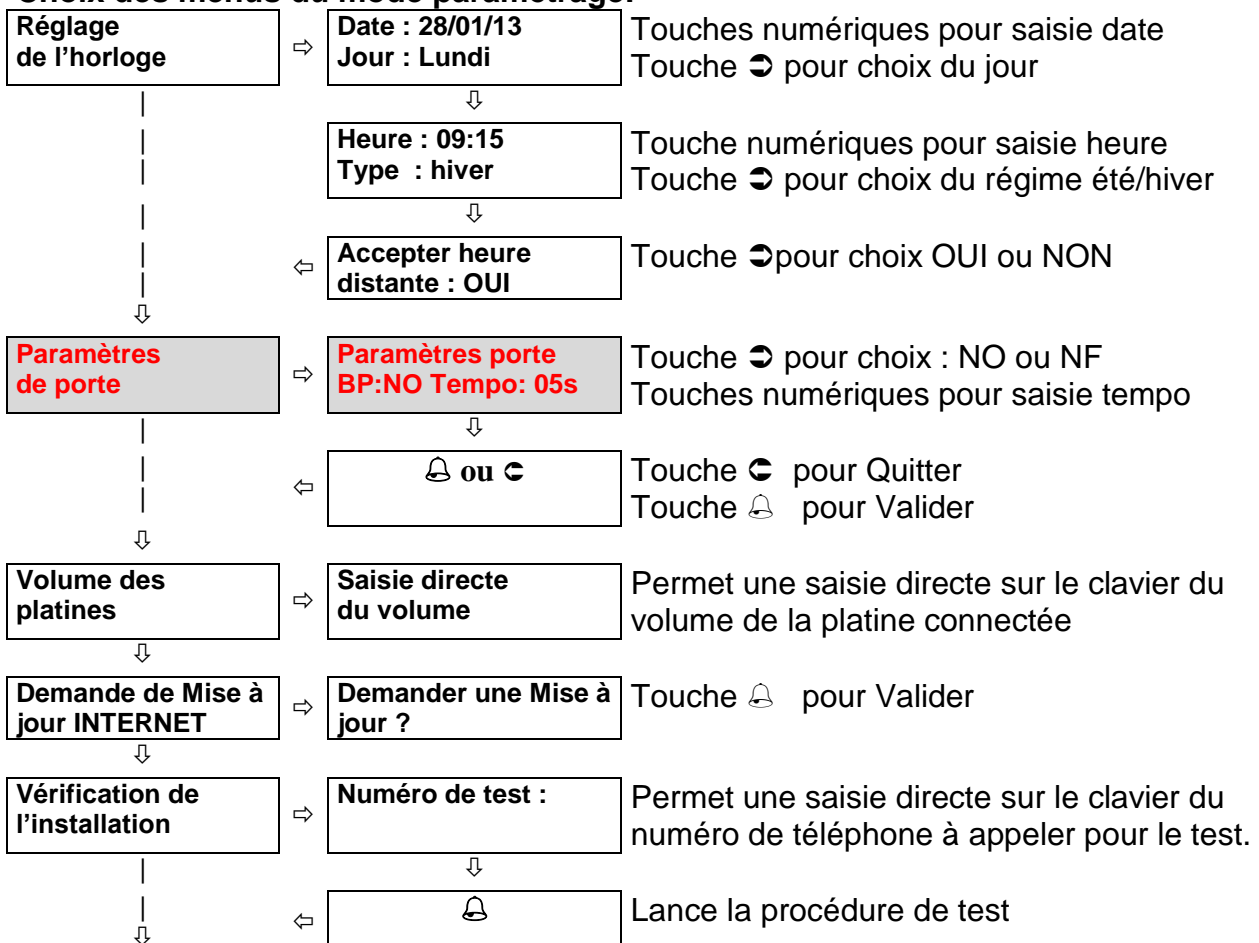 Choix des menus du mode paramétrage.
Réglage
de l’horloge
⇨
Date : 28/01/13
Jour : Lundi
Touches numériques pour saisie date
Touche ➲ pour choix du jour
Heure : 09:15
Type : hiver
Touche numériques pour saisie heure
Touche ➲ pour choix du régime été/hiver
Accepter heure
distante : OUI
Touche ➲pour choix OUI ou NON
Paramètres
de porte
Paramètres porte
BP:NO Tempo: 05s
Touche ➲ pour choix : NO ou NF
Touches numériques pour saisie tempo
🔔 ou ⮌
Touche ⮌ pour Quitter
Touche 🔔 pour Valider
Volume des
platines
Saisie directe
du volume
Permet une saisie directe sur le clavier du
volume de la platine connectée
Demande de Mise à
jour INTERNET
Demander une Mise à
jour ?
Touche 🔔 pour Valider
Vérification de
l’installation
Numéro de test :
Permet une saisie directe sur le clavier du
numéro de téléphone à appeler pour le test.
🔔
Lance la procédure de test